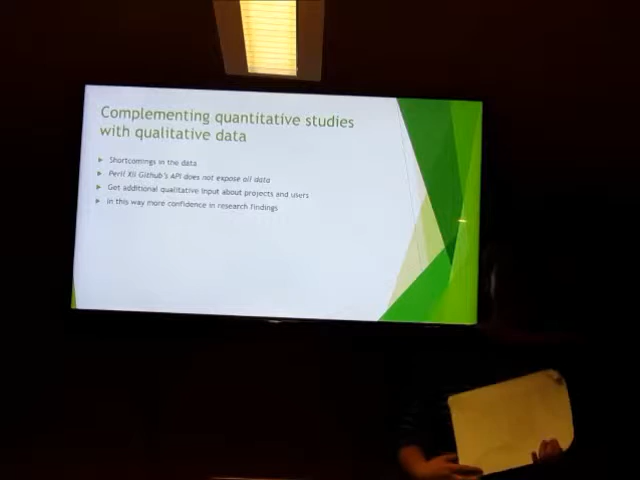 Complementing quantitative studies
with qualitative data
Shortcomings in the data
Peril XII Github's API does not expose all data
Get additional qualitative input about projects and users
In this way more confidence in research findings